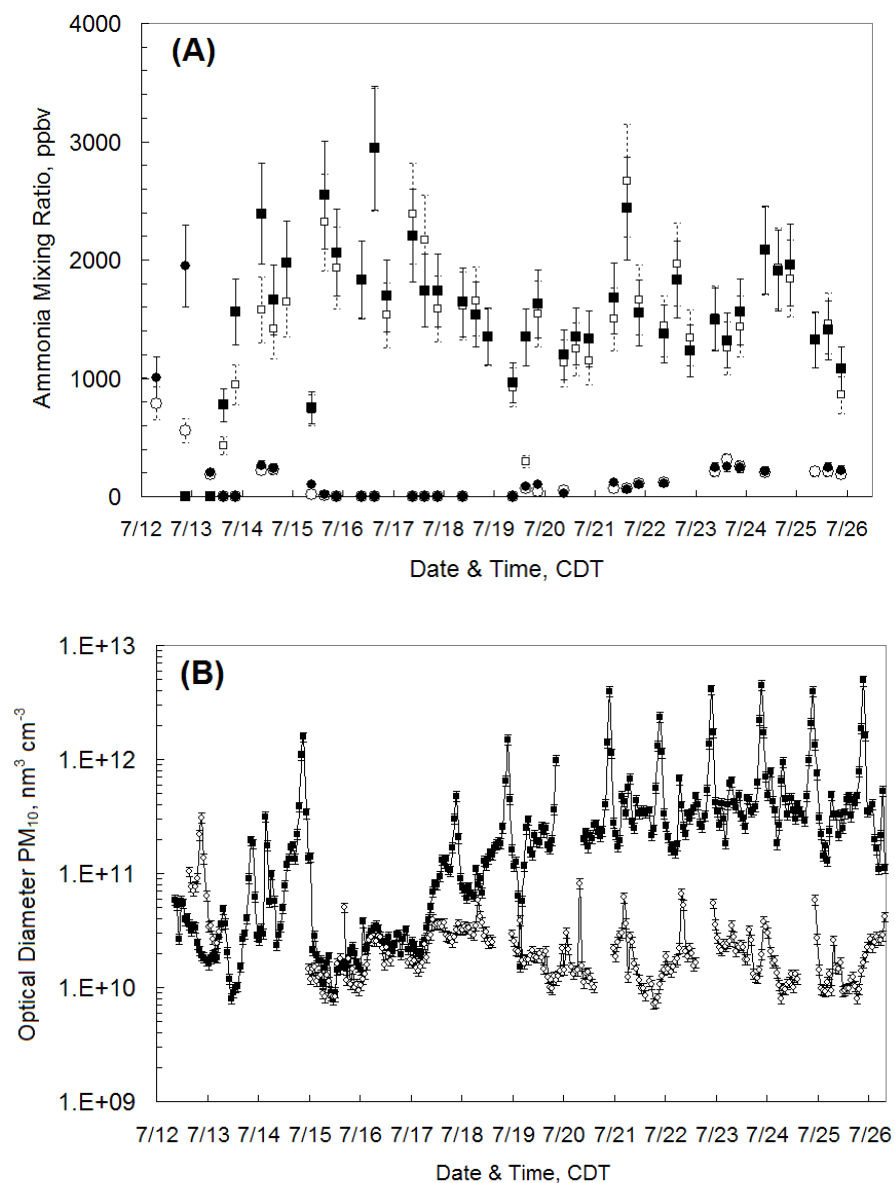 (A)
Ammonia Mixing Ratio, ppbv
4000
3000
2000
1000
0
7/12 7/13 7/14 7/15 7/16 7/17 7/18 7/19 7/20 7/21 7/22 7/23 7/24 7/25 7/26
Date & Time, CDT
(B)
Optical Diameter PM₁₀, nm³ cm⁻³
1.E+13
1.E+12
1.E+11
1.E+10
1.E+09
7/12 7/13 7/14 7/15 7/16 7/17 7/18 7/19 7/20 7/21 7/22 7/23 7/24 7/25 7/26
Date & Time, CDT